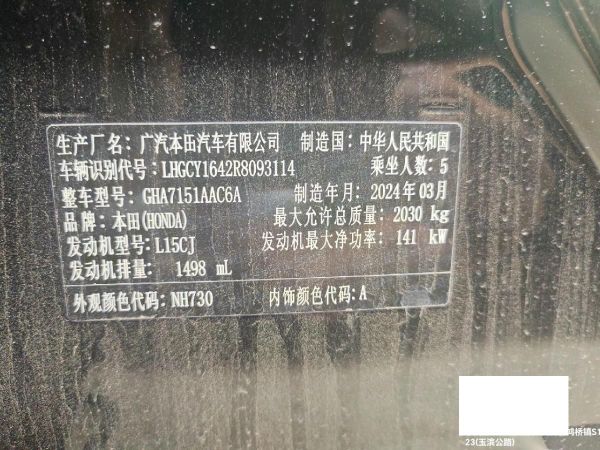 生产厂名：广汽本田汽车有限公司 制造国：中华人民共和国
车辆识别代号：LHGCY1642R8093114 乘坐人数：5
整车型号：GHA7151AAC6A 制造年月：2024年03月
品牌：本田(HONDA) 最大允许总质量：2030 kg
发动机型号：L15CJ 发动机最大净功率：141 kW
发动机排量：1498 mL
外观颜色代码：NH730 内饰颜色代码：A
鸿桥镇S1
23(玉滨公路)